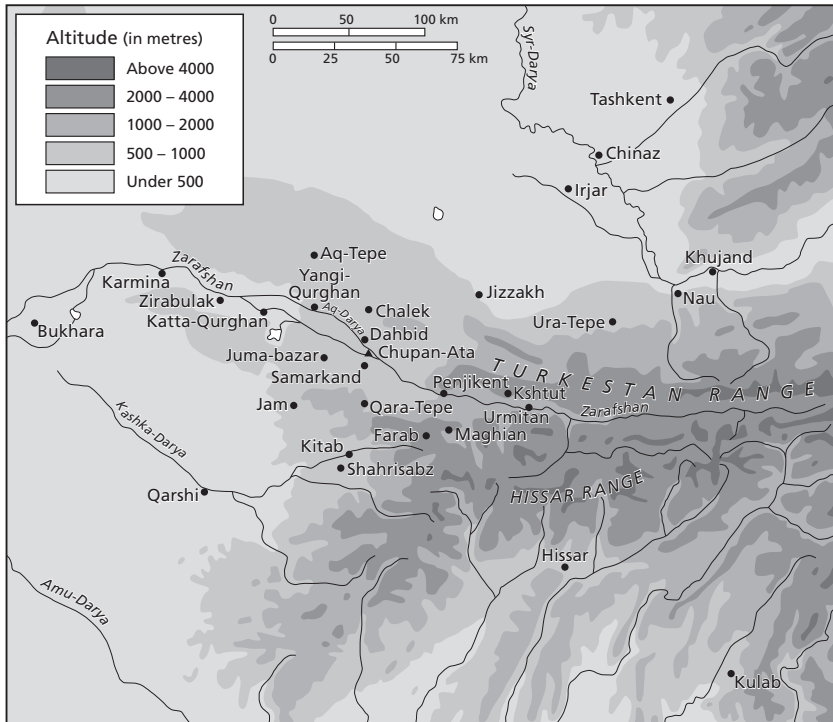 Altitude (in metres)
Above 4000
2000 – 4000
1000 – 2000
500 – 1000
Under 500
0 50 100 km
0 25 50 75 km
Syr-Darya
Tashkent
Chinaz
Irjar
Khujand
Nau
Aq-Tepe
Zarafshan
Karmina
Yangi-
Qurghan
Zirabulak
Aq-Darya
Chalek
Jizzakh
Katta-Qurghan
Ura-Tepe
Bukhara
Dahbid
Chupan-Ata
Juma-bazar
Samarkand
TURKESTAN RANGE
Penjikent
Kshtut
Zarafshan
Jam
Qara-Tepe
Urmitan
Kashka-Darya
Farab
Maghian
Kitab
Shahrisabz
Qarshi
HISSAR RANGE
Hissar
Amu-Darya
Kulab